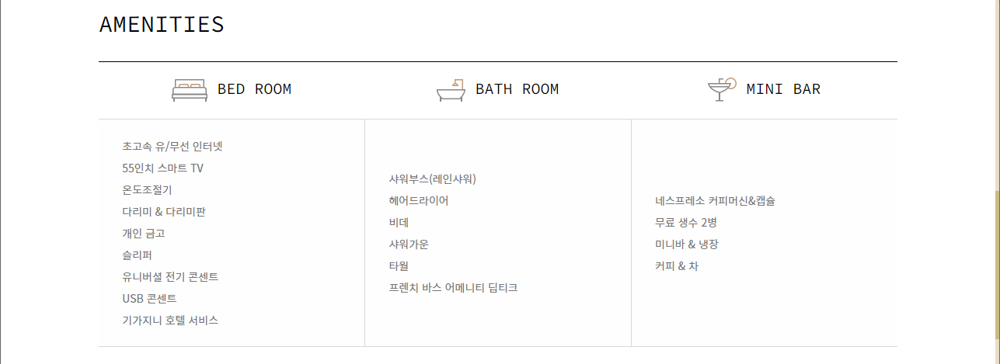 AMENITIES
BED ROOM
BATH ROOM
MINI BAR
초고속 유/무선 인터넷
55인치 스마트 TV
온도조절기
다리미 & 다리미판
개인 금고
슬리퍼
유니버셜 전기 콘센트
USB 콘센트
기가지니 호텔 서비스
샤워부스(레인샤워)
헤어드라이어
비데
샤워가운
타월
프렌치 바스 어메니티 딥티크
네스프레소 커피머신&캡슐
무료 생수 2병
미니바 & 냉장
커피 & 차